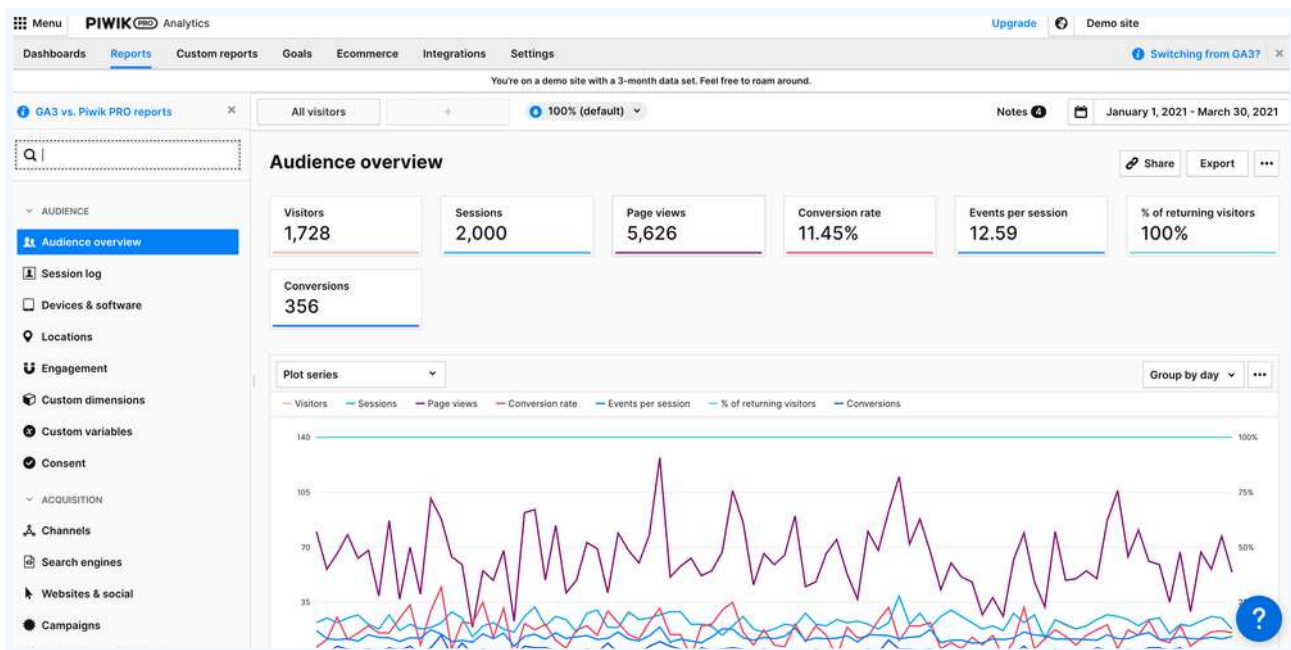 Menu PIWIK PRO Analytics Upgrade Demo site
Dashboards Reports Custom reports Goals Ecommerce Integrations Settings Switching from GA3?
You're on a demo site with a 3-month data set. Feel free to roam around.
GA3 vs. Piwik PRO reports
All visitors + 100% (default) Notes 4 January 1, 2021 - March 30, 2021
Audience overview Share Export
AUDIENCE
Audience overview
Session log
Devices & software
Locations
Engagement
Custom dimensions
Custom variables
Consent
ACQUISITION
Channels
Search engines
Websites & social
Campaigns
Visitors
1,728
Sessions
2,000
Page views
5,626
Conversion rate
11.45%
Events per session
12.59
% of returning visitors
100%
Conversions
356
Plot series Group by day
Visitors Sessions Page views Conversion rate Events per session % of returning visitors Conversions
140 100%
105 75%
70 50%
35
?